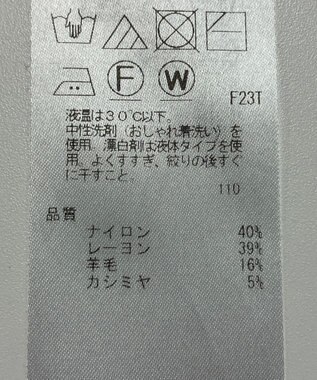 F W
F23T
液温は30℃以下。
中性洗剤（おしゃれ着洗い）を
使用。漂白剤は液体タイプを使
用。よくすすぎ、絞りの後すぐ
に干すこと。
110
品質
ナイロン 40%
レーヨン 39%
羊毛 16%
カシミヤ 5%